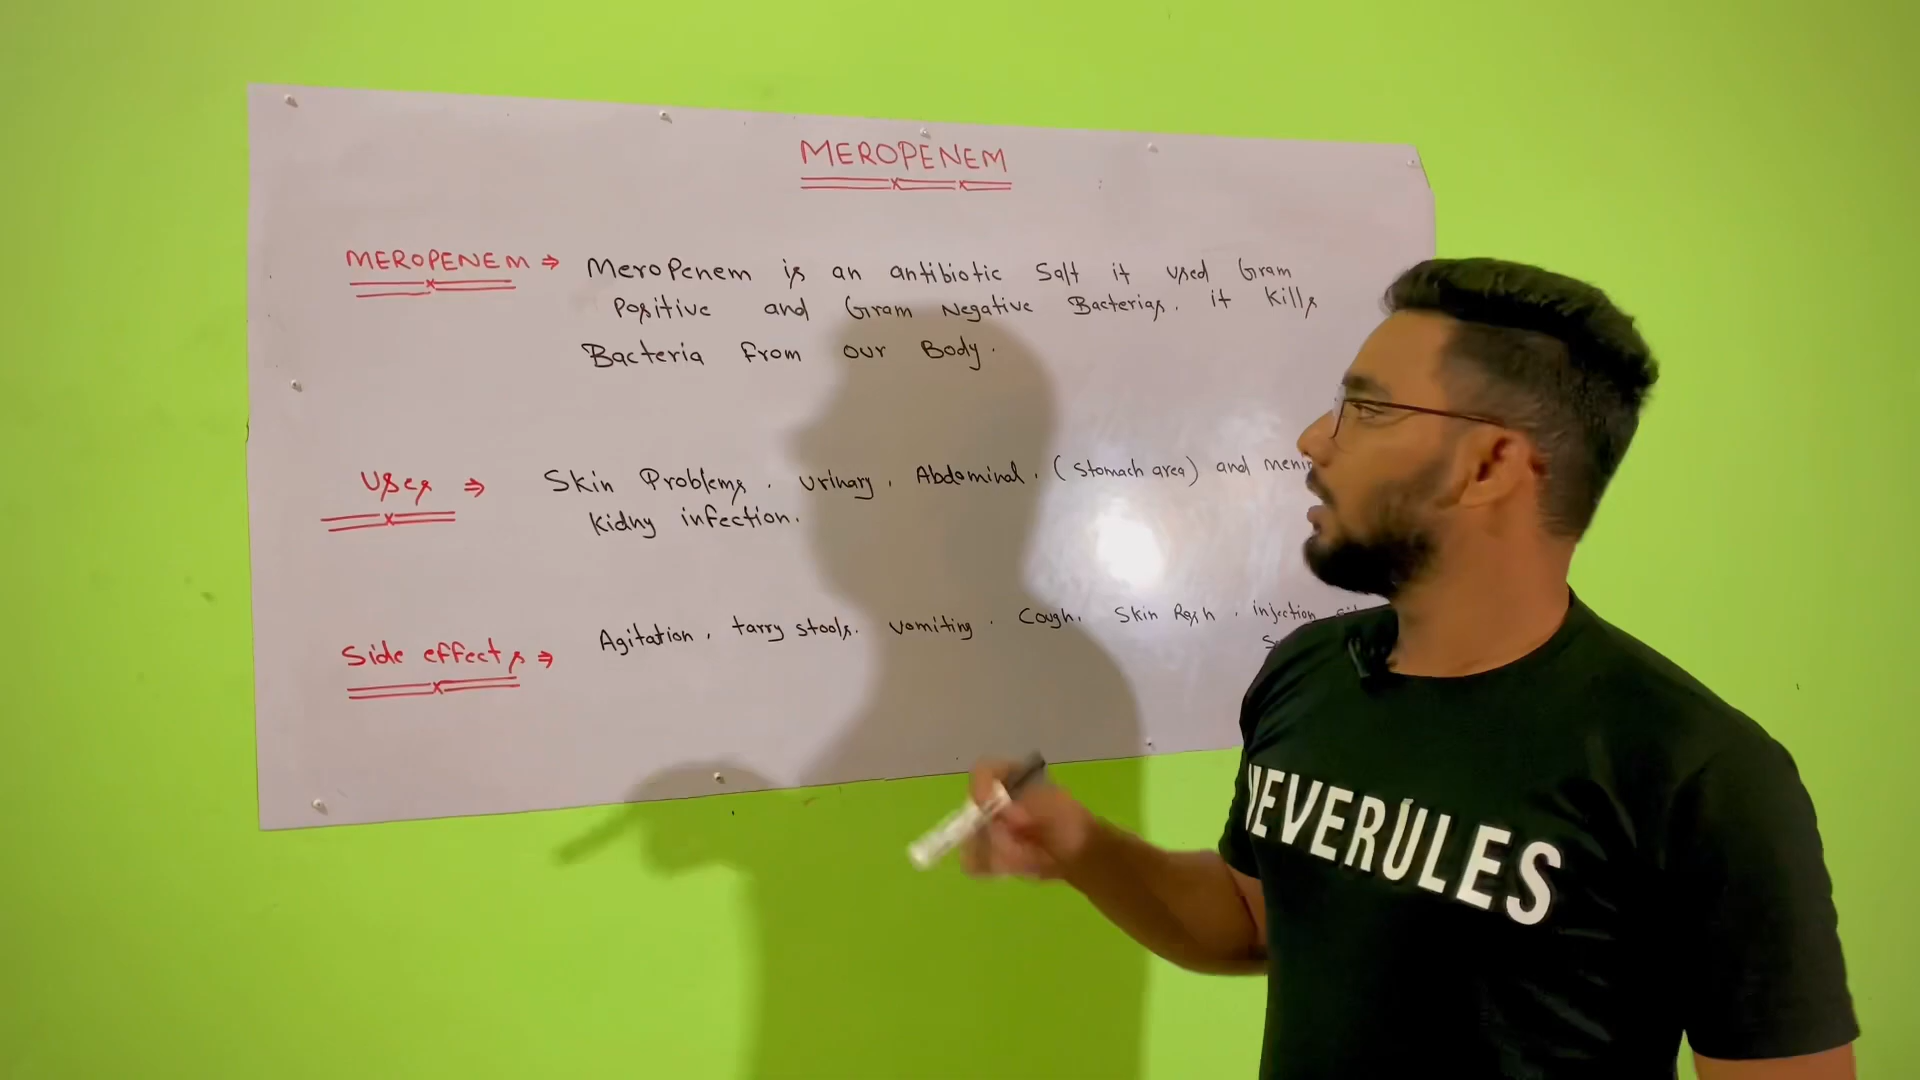 MEROPENEM
MEROPENEM ⇒ MeroPenem is an antibiotic Salt it used Gram
Positive and Gram Negative Bacterias. it kills
Bacteria from our Body.
Uses ⇒ Skin Problems, Urinary, Abdominal, (Stomach area) and
Kidny infection.
Side effects ⇒ Agitation, tarry stools, vomiting, Cough, Skin Rash, injection
NEVERULES